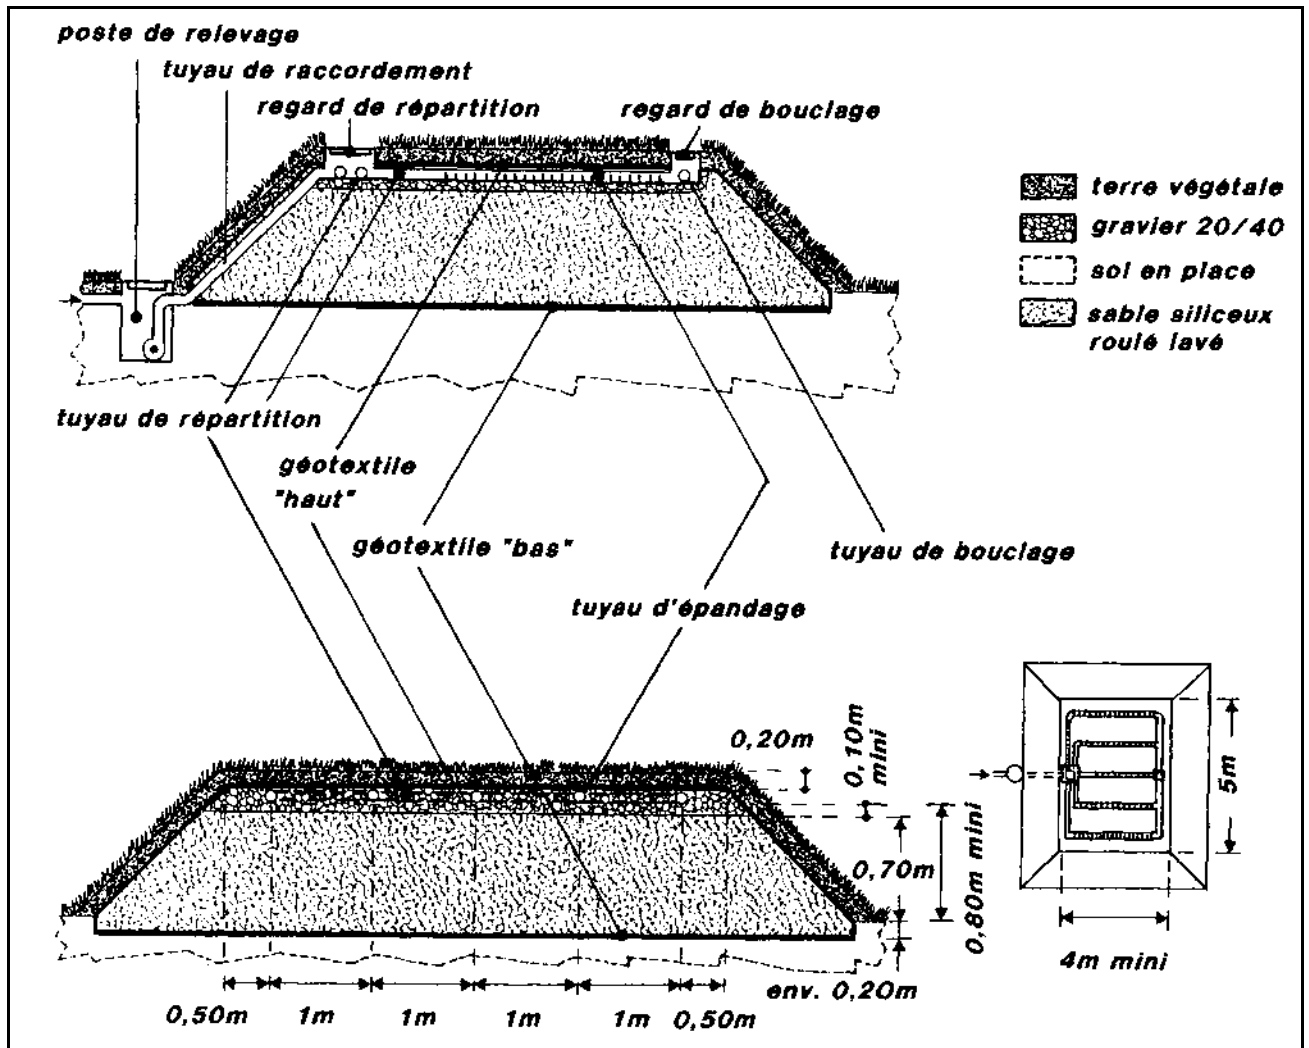 poste de relevage
tuyau de raccordement
regard de répartition
regard de bouclage
terre végétale
gravier 20/40
sol en place
sable siliceux
roulé lavé
tuyau de répartition
géotextile
"haut"
géotextile "bas"
tuyau de bouclage
tuyau d'épandage
0,20m
0,10m
mini
0,70m
0,80m mini
env. 0,20m
0,50m
1m
1m
1m
1m
0,50m
5m
4m mini